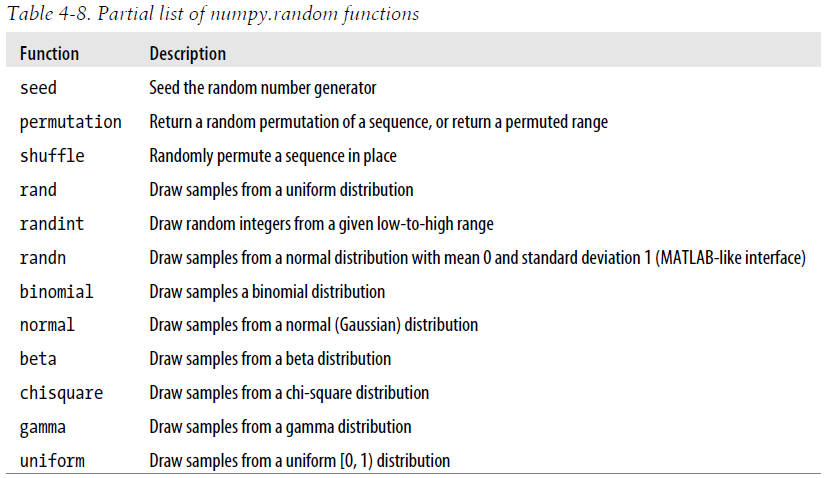 Table 4-8. Partial list of numpy.random functions
Function Description
seed Seed the random number generator
permutation Return a random permutation of a sequence, or return a permuted range
shuffle Randomly permute a sequence in place
rand Draw samples from a uniform distribution
randint Draw random integers from a given low-to-high range
randn Draw samples from a normal distribution with mean 0 and standard deviation 1 (MATLAB-like interface)
binomial Draw samples a binomial distribution
normal Draw samples from a normal (Gaussian) distribution
beta Draw samples from a beta distribution
chisquare Draw samples from a chi-square distribution
gamma Draw samples from a gamma distribution
uniform Draw samples from a uniform [0, 1) distribution